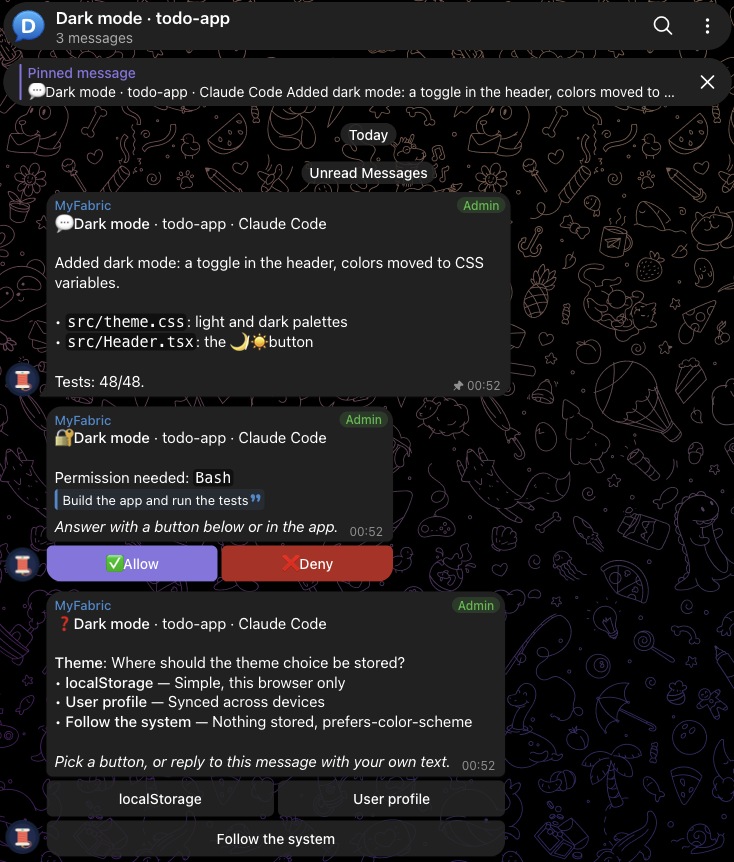 D
Dark mode · todo-app
3 messages
Pinned message
💬Dark mode · todo-app · Claude Code Added dark mode: a toggle in the header, colors moved to ...
Today
Unread Messages
MyFabric
Admin
💬Dark mode · todo-app · Claude Code
Added dark mode: a toggle in the header, colors moved to CSS
variables.
• src/theme.css: light and dark palettes
• src/Header.tsx: the 🌙☀️button
Tests: 48/48.
00:52
MyFabric
Admin
🔐Dark mode · todo-app · Claude Code
Permission needed: Bash
Build the app and run the tests
Answer with a button below or in the app.
00:52
✅Allow
❌Deny
MyFabric
Admin
❓Dark mode · todo-app · Claude Code
Theme: Where should the theme choice be stored?
• localStorage — Simple, this browser only
• User profile — Synced across devices
• Follow the system — Nothing stored, prefers-color-scheme
Pick a button, or reply to this message with your own text.
00:52
localStorage
User profile
Follow the system